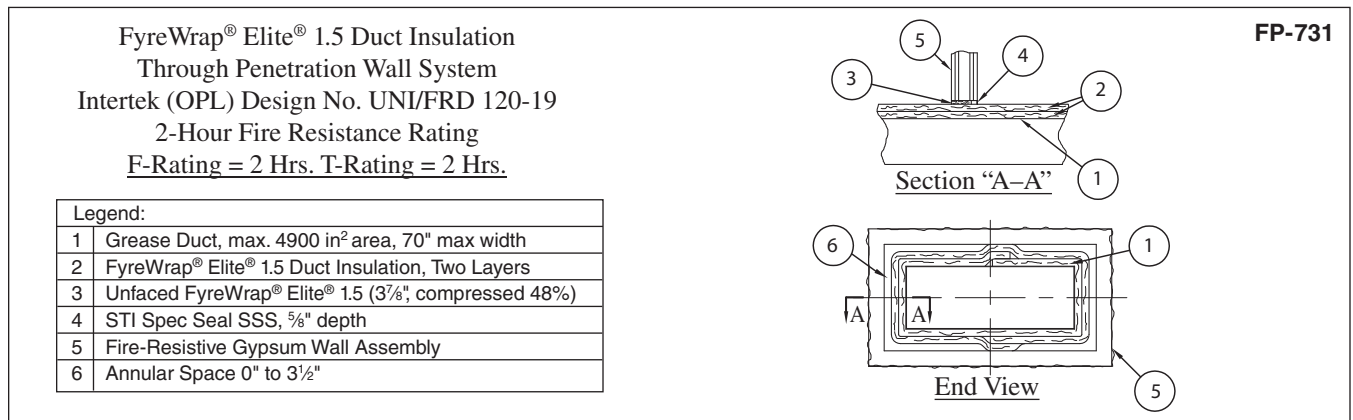 FyreWrap® Elite® 1.5 Duct Insulation
Through Penetration Wall System
Intertek (OPL) Design No. UNI/FRD 120-19
2-Hour Fire Resistance Rating
F-Rating = 2 Hrs. T-Rating = 2 Hrs.
Legend:
1 Grease Duct, max. 4900 in² area, 70" max width
2 FyreWrap® Elite® 1.5 Duct Insulation, Two Layers
3 Unfaced FyreWrap® Elite® 1.5 (3⅞", compressed 48%)
4 STI Spec Seal SSS, ⅝" depth
5 Fire-Resistive Gypsum Wall Assembly
6 Annular Space 0" to 3½"
FP-731
5
4
3
2
1
Section “A–A”
6
1
A A
5
End View